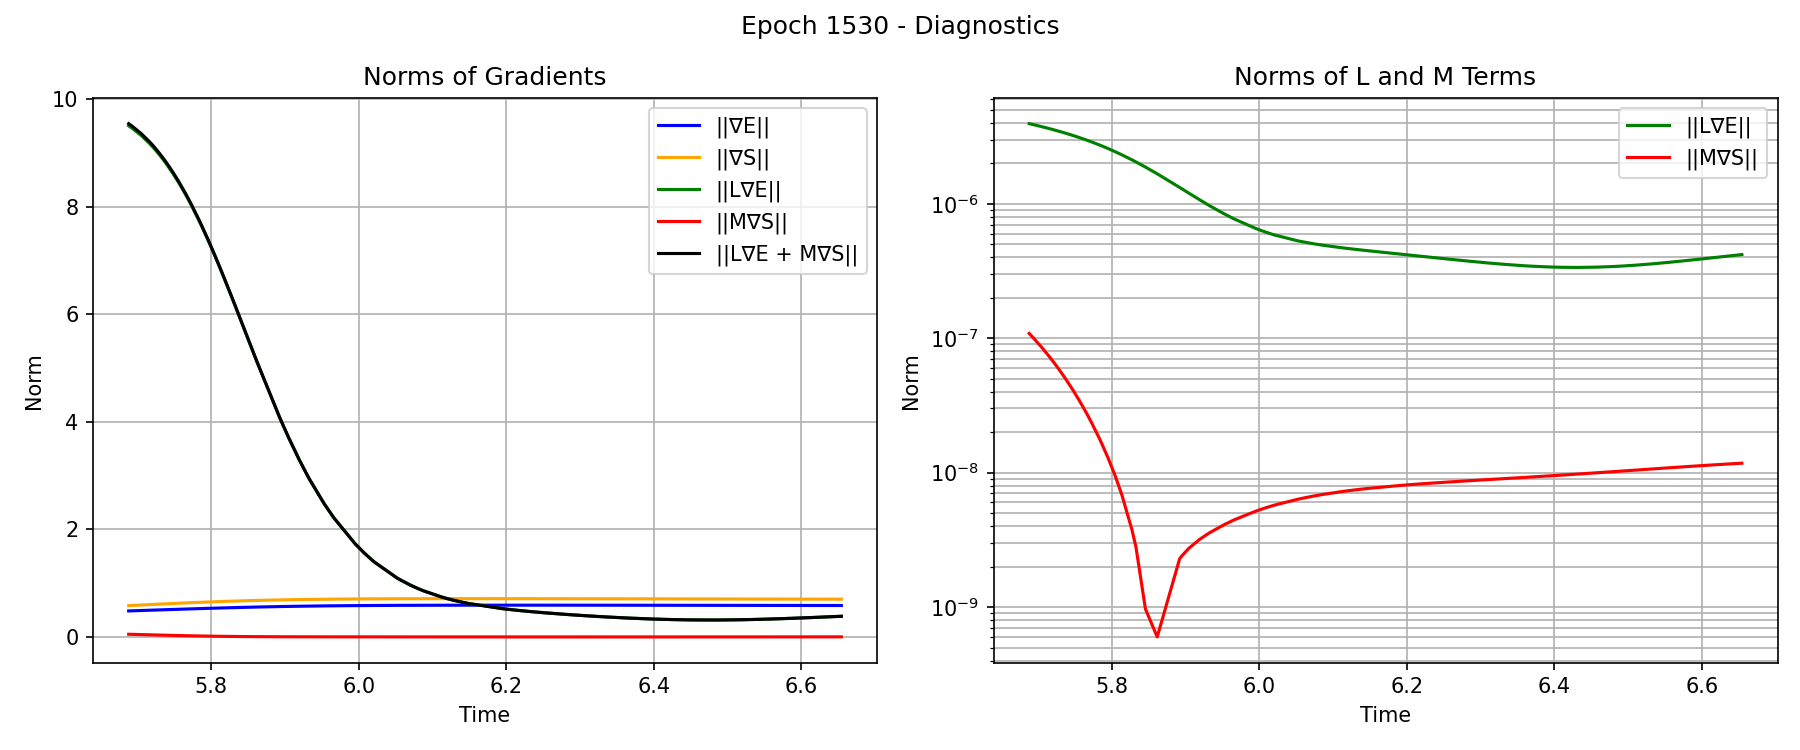 Epoch 1530 - Diagnostics
Norms of Gradients
10
8
6
4
2
0
Norm
5.8 6.0 6.2 6.4 6.6
Time
||∇E||
||∇S||
||L∇E||
||M∇S||
||L∇E + M∇S||
Norms of L and M Terms
10⁻⁶
10⁻⁷
10⁻⁸
10⁻⁹
Norm
5.8 6.0 6.2 6.4 6.6
Time
||L∇E||
||M∇S||